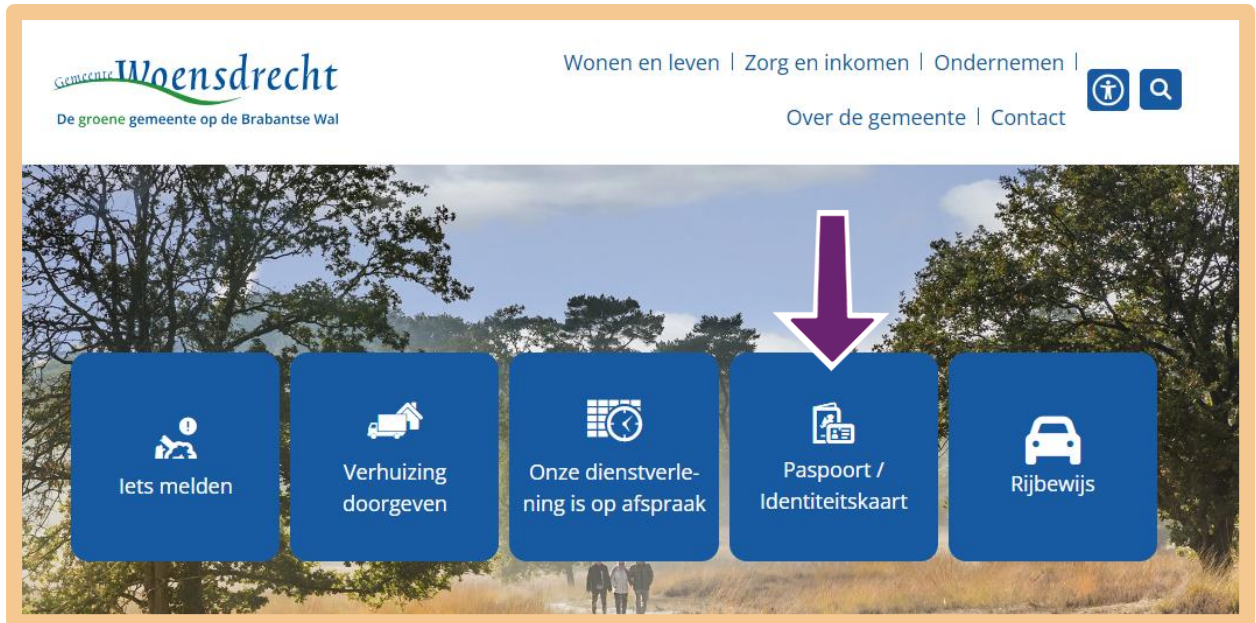 Gemeente Woensdrecht
De groene gemeente op de Brabantse Wal
Wonen en leven | Zorg en inkomen | Ondernemen |
Over de gemeente | Contact
Iets melden
Verhuizing
doorgeven
Onze dienstverle-
ning is op afspraak
Paspoort /
Identiteitskaart
Rijbewijs